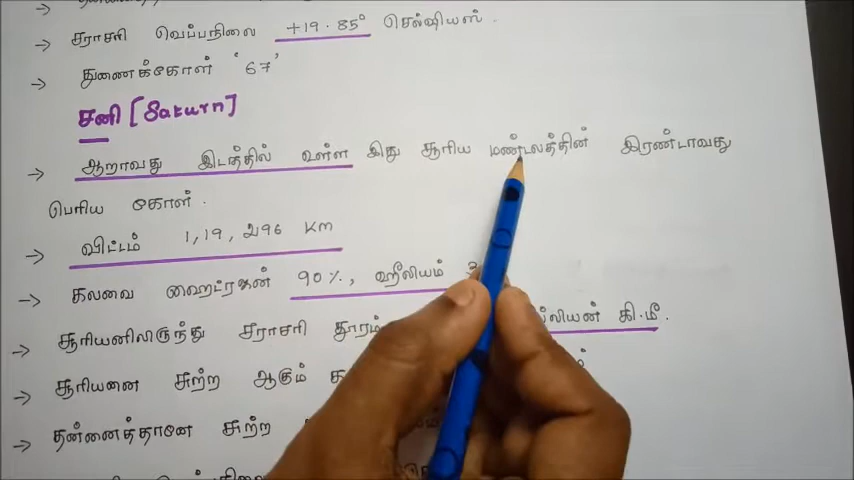 → சராசரி வெப்பநிலை +19.85° செல்ஷியஸ்.
→ துணைக்கோள் '67'
சனி [Saturn]
→ ஆறாவது இடத்தில் உள்ள இது சூரிய மண்டலத்தின் இரண்டாவது
பெரிய கோள்.
→ விட்டம் 1,19,296 Km
→ கலவை ஹைட்ரஜன் 90%, ஹீலியம்
→ சூரியனிலிருந்து சராசரி தூரம் கி.மீ.
→ சூரியனை சுற்ற ஆகும்
→ தன்னைத்தானே சுற்ற